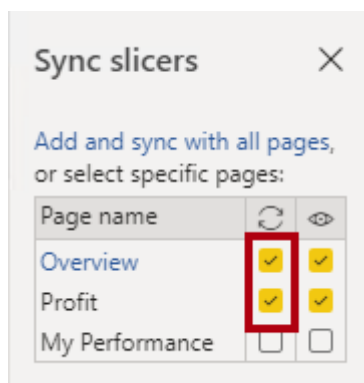 Sync slicers
Add and sync with all pages,
or select specific pages:
Page name
Overview
Profit
My Performance